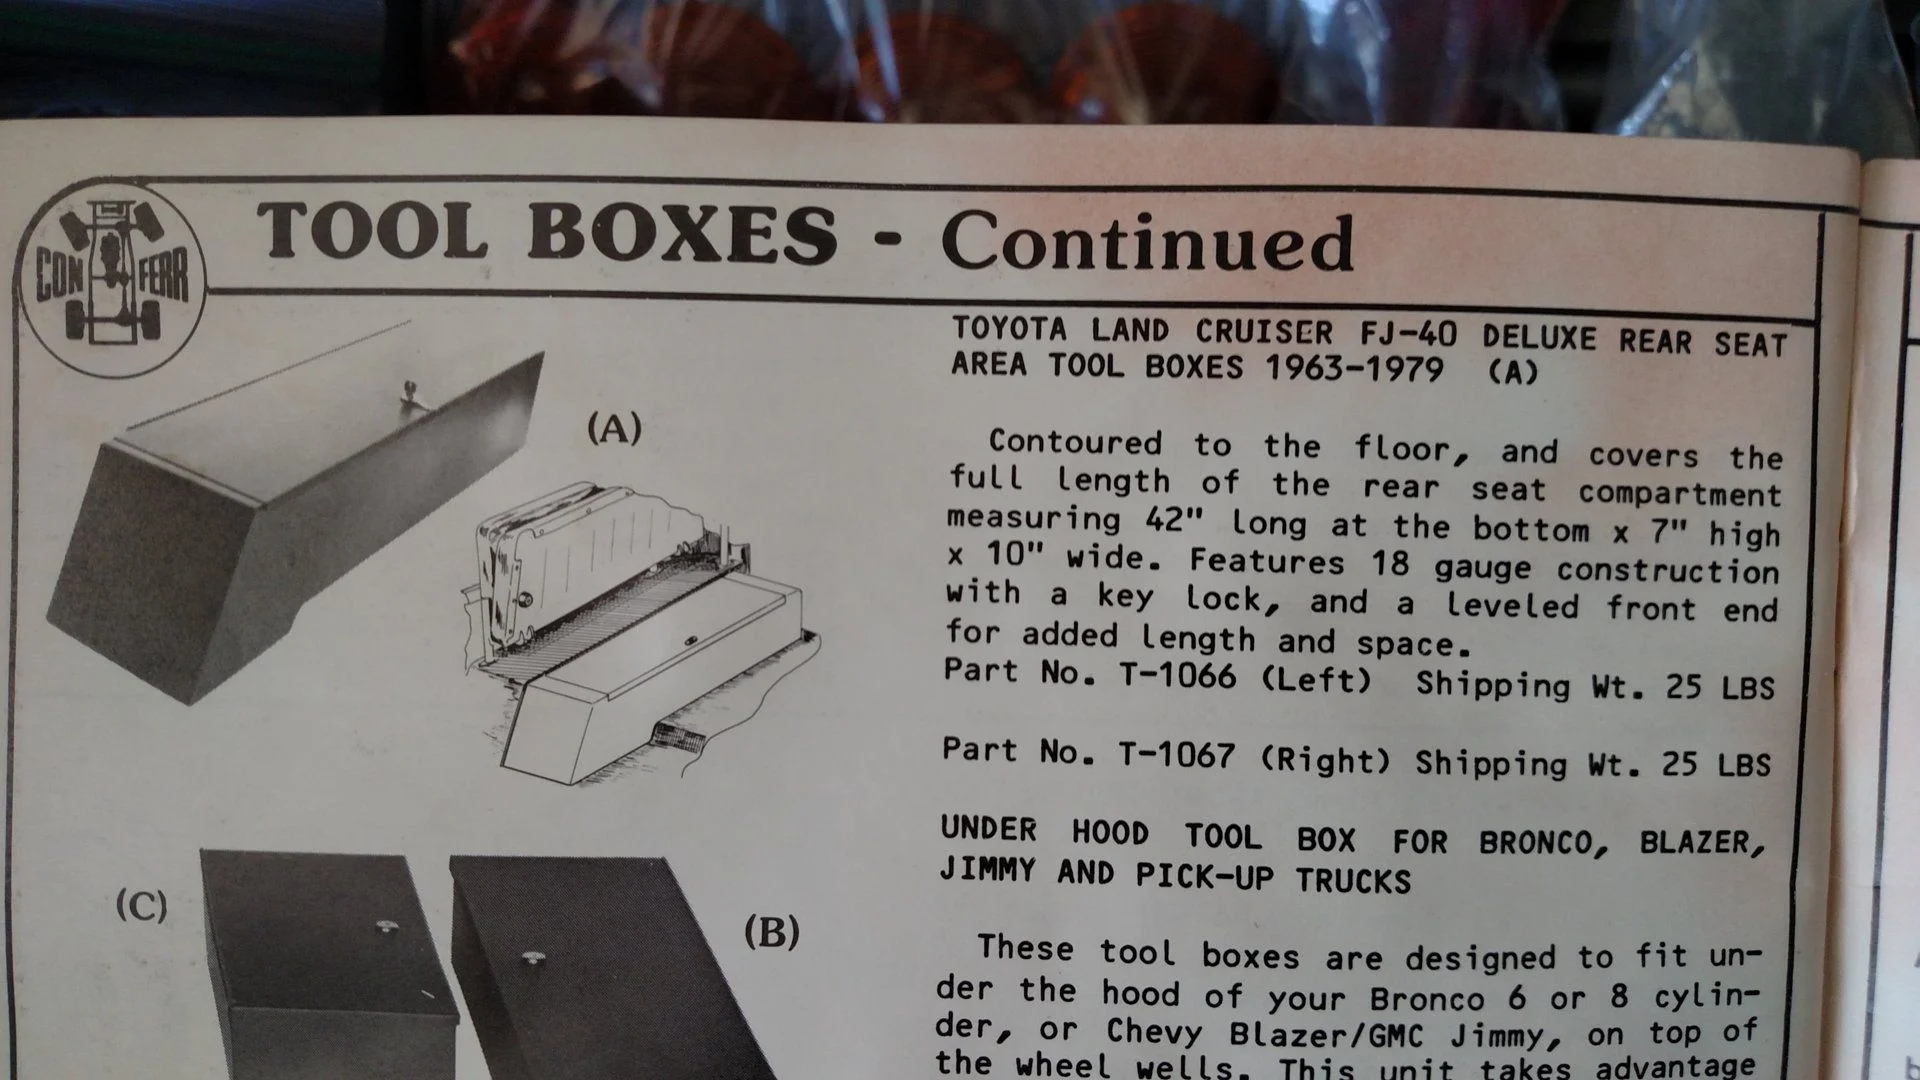 CON FERR
TOOL BOXES - Continued
(A)
(C)
(B)
TOYOTA LAND CRUISER FJ-40 DELUXE REAR SEAT
AREA TOOL BOXES 1963-1979 (A)
Contoured to the floor, and covers the
full length of the rear seat compartment
measuring 42" long at the bottom x 7" high
x 10" wide. Features 18 gauge construction
with a key lock, and a leveled front end
for added length and space.
Part No. T-1066 (Left) Shipping Wt. 25 LBS
Part No. T-1067 (Right) Shipping Wt. 25 LBS
UNDER HOOD TOOL BOX FOR BRONCO, BLAZER,
JIMMY AND PICK-UP TRUCKS
These tool boxes are designed to fit un-
der the hood of your Bronco 6 or 8 cylin-
der, or Chevy Blazer/GMC Jimmy, on top of
the wheel wells. This unit takes advantage